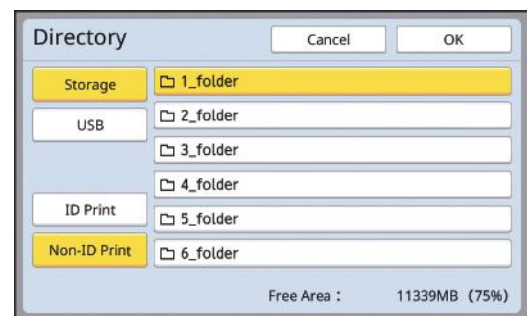 Directory
Cancel
OK
Storage
USB
ID Print
Non-ID Print
1_folder
2_folder
3_folder
4_folder
5_folder
6_folder
Free Area : 11339MB (75%)